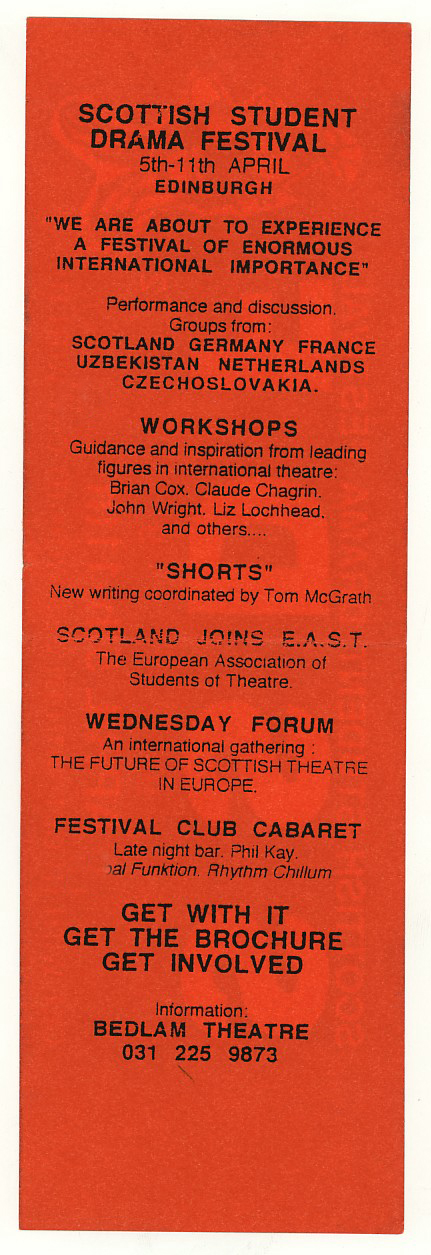 SCOTTISH STUDENT
DRAMA FESTIVAL
5th-11th APRIL
EDINBURGH
"WE ARE ABOUT TO EXPERIENCE
A FESTIVAL OF ENORMOUS
INTERNATIONAL IMPORTANCE"
Performance and discussion.
Groups from:
SCOTLAND GERMANY FRANCE
UZBEKISTAN NETHERLANDS
CZECHOSLOVAKIA.
WORKSHOPS
Guidance and inspiration from leading
figures in international theatre:
Brian Cox. Claude Chagrin.
John Wright. Liz Lochhead.
and others....
"SHORTS"
New writing coordinated by Tom McGrath
SCOTLAND JOINS E.A.S.T.
The European Association of
Students of Theatre.
WEDNESDAY FORUM
An international gathering :
THE FUTURE OF SCOTTISH THEATRE
IN EUROPE.
FESTIVAL CLUB CABARET
Late night bar. Phil Kay.
Funktion. Rhythm Chillum
GET WITH IT
GET THE BROCHURE
GET INVOLVED
Information:
BEDLAM THEATRE
031 225 9873